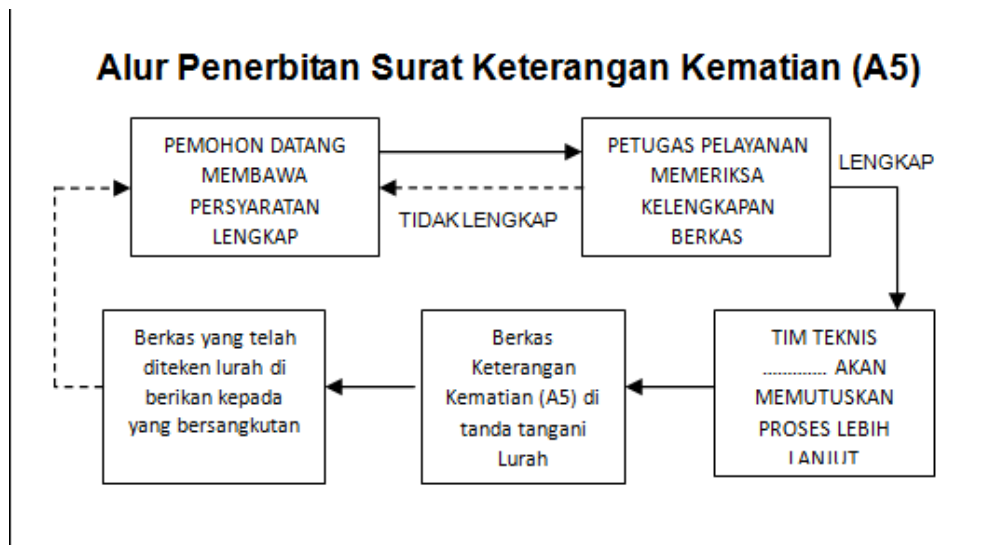 Alur Penerbitan Surat Keterangan Kematian (A5)
PEMOHON DATANG
MEMBAWA
PERSYARATAN
LENGKAP
TIDAK LENGKAP
PETUGAS PELAYANAN
MEMERIKSA
KELENGKAPAN
BERKAS
LENGKAP
TIM TEKNIS
.............. AKAN
MEMUTUSKAN
PROSES LEBIH
LANJUT
Berkas
Keterangan
Kematian (A5) di
tanda tangani
Lurah
Berkas yang telah
diteken lurah di
berikan kepada
yang bersangkutan